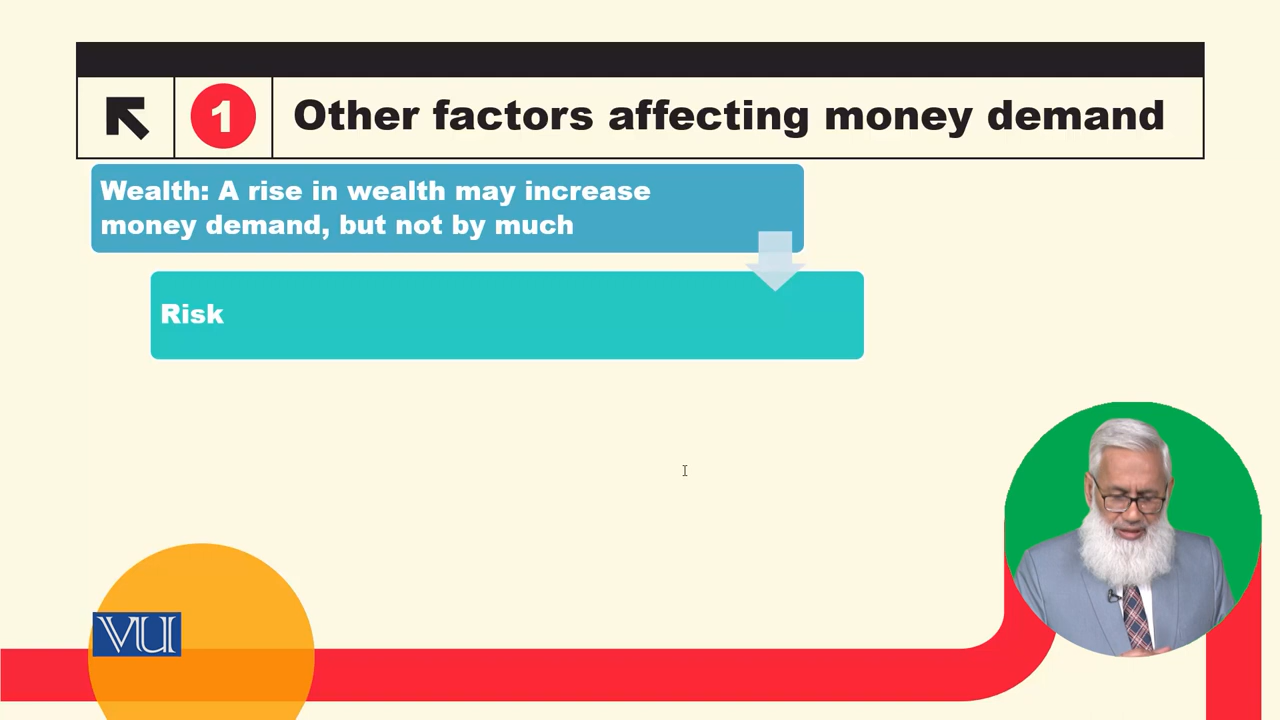 1 Other factors affecting money demand
Wealth: A rise in wealth may increase
money demand, but not by much
Risk
VU